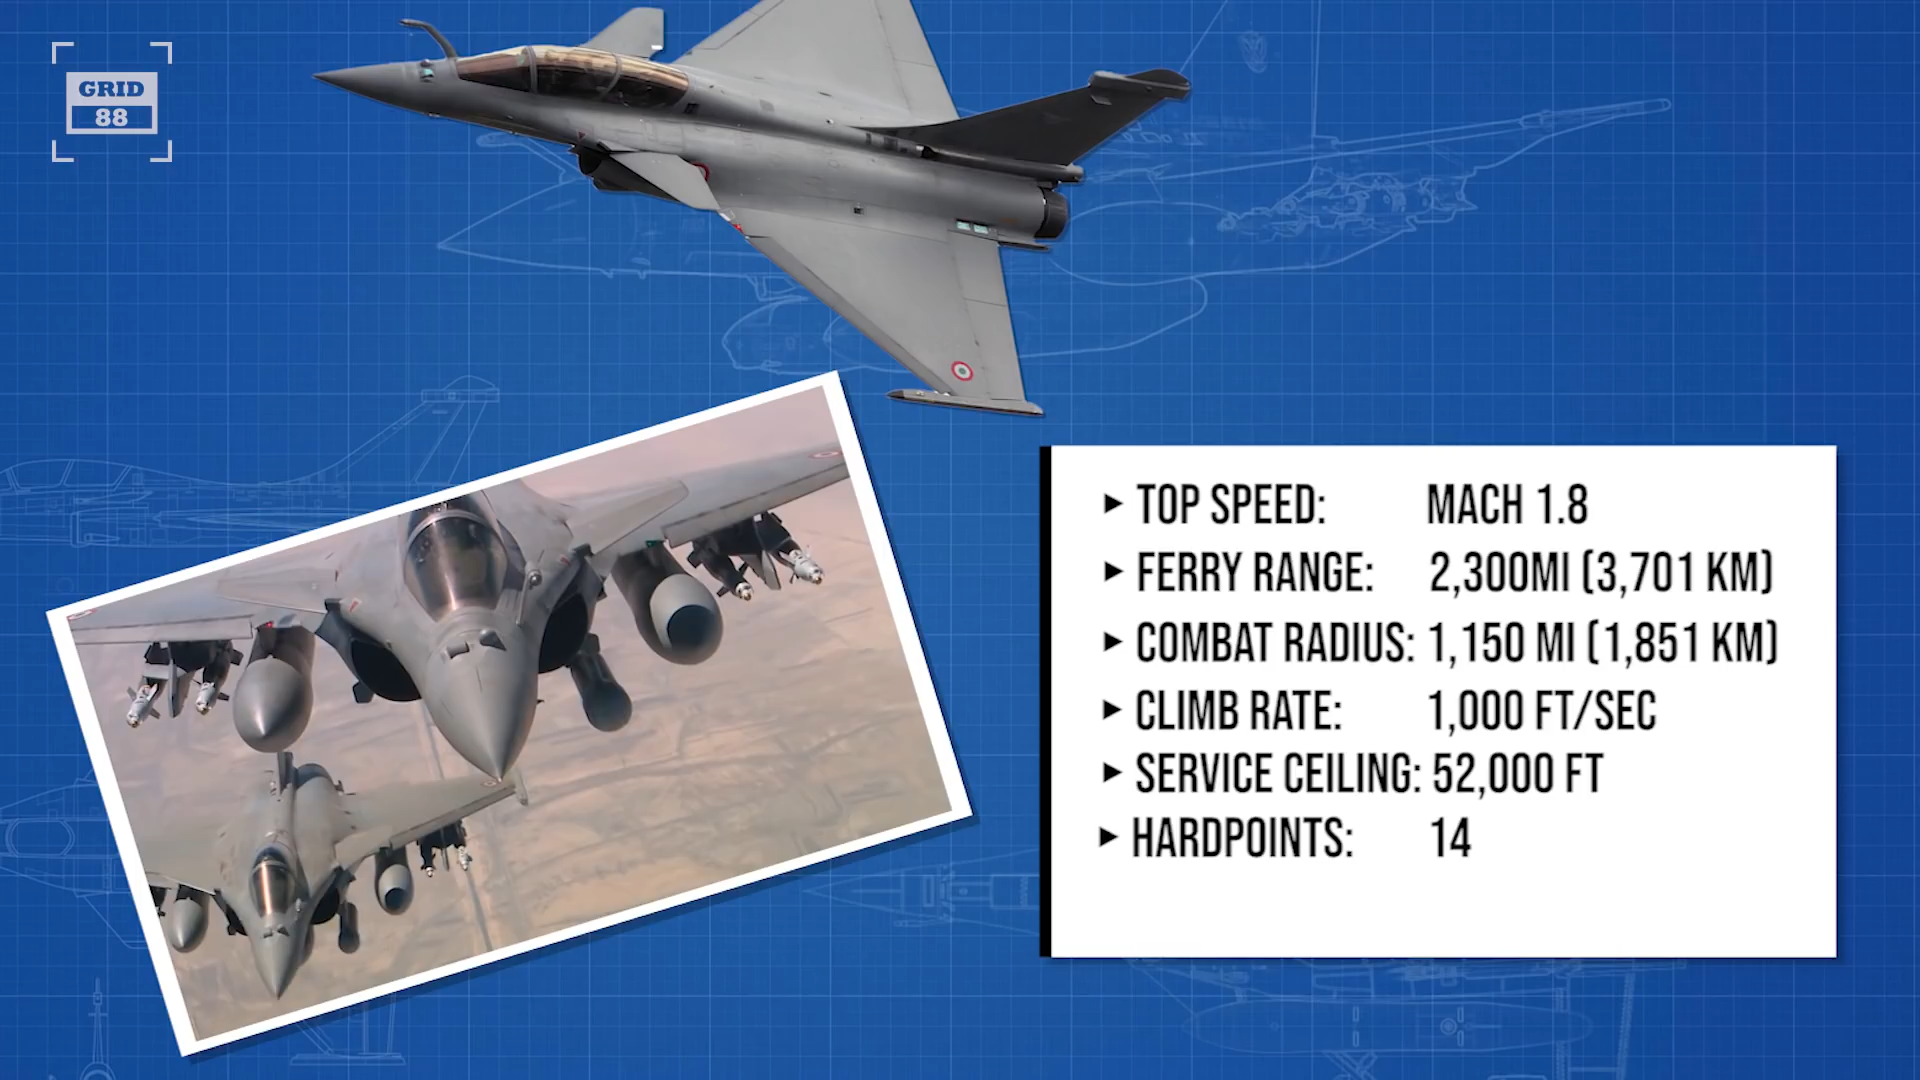 GRID
88
TOP SPEED: MACH 1.8
FERRY RANGE: 2,300MI (3,701 KM)
COMBAT RADIUS: 1,150 MI (1,851 KM)
CLIMB RATE: 1,000 FT/SEC
SERVICE CEILING: 52,000 FT
HARDPOINTS: 14